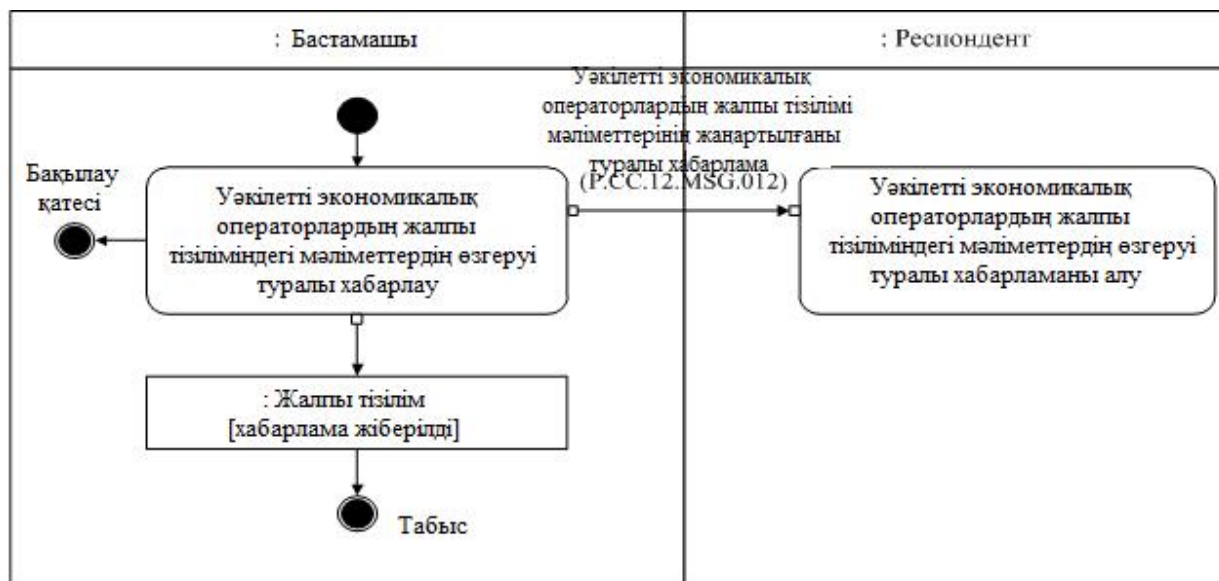 : Бастамашы
: Респондент
Уәкілетті экономикалық
операторлардың жалпы тізілімі
мәліметтерінің жаңартылғаны
туралы хабарлама
(P.CC.12.MSG.012)
Бақылау
қатесі
Уәкілетті экономикалық
операторлардың жалпы
тізіліміндегі мәліметтердің өзгеруі
туралы хабарлау
Уәкілетті экономикалық
операторлардың жалпы
тізіліміндегі мәліметтердің өзгеруі
туралы хабарламаны алу
: Жалпы тізілім
[хабарлама жіберілді]
Табыс